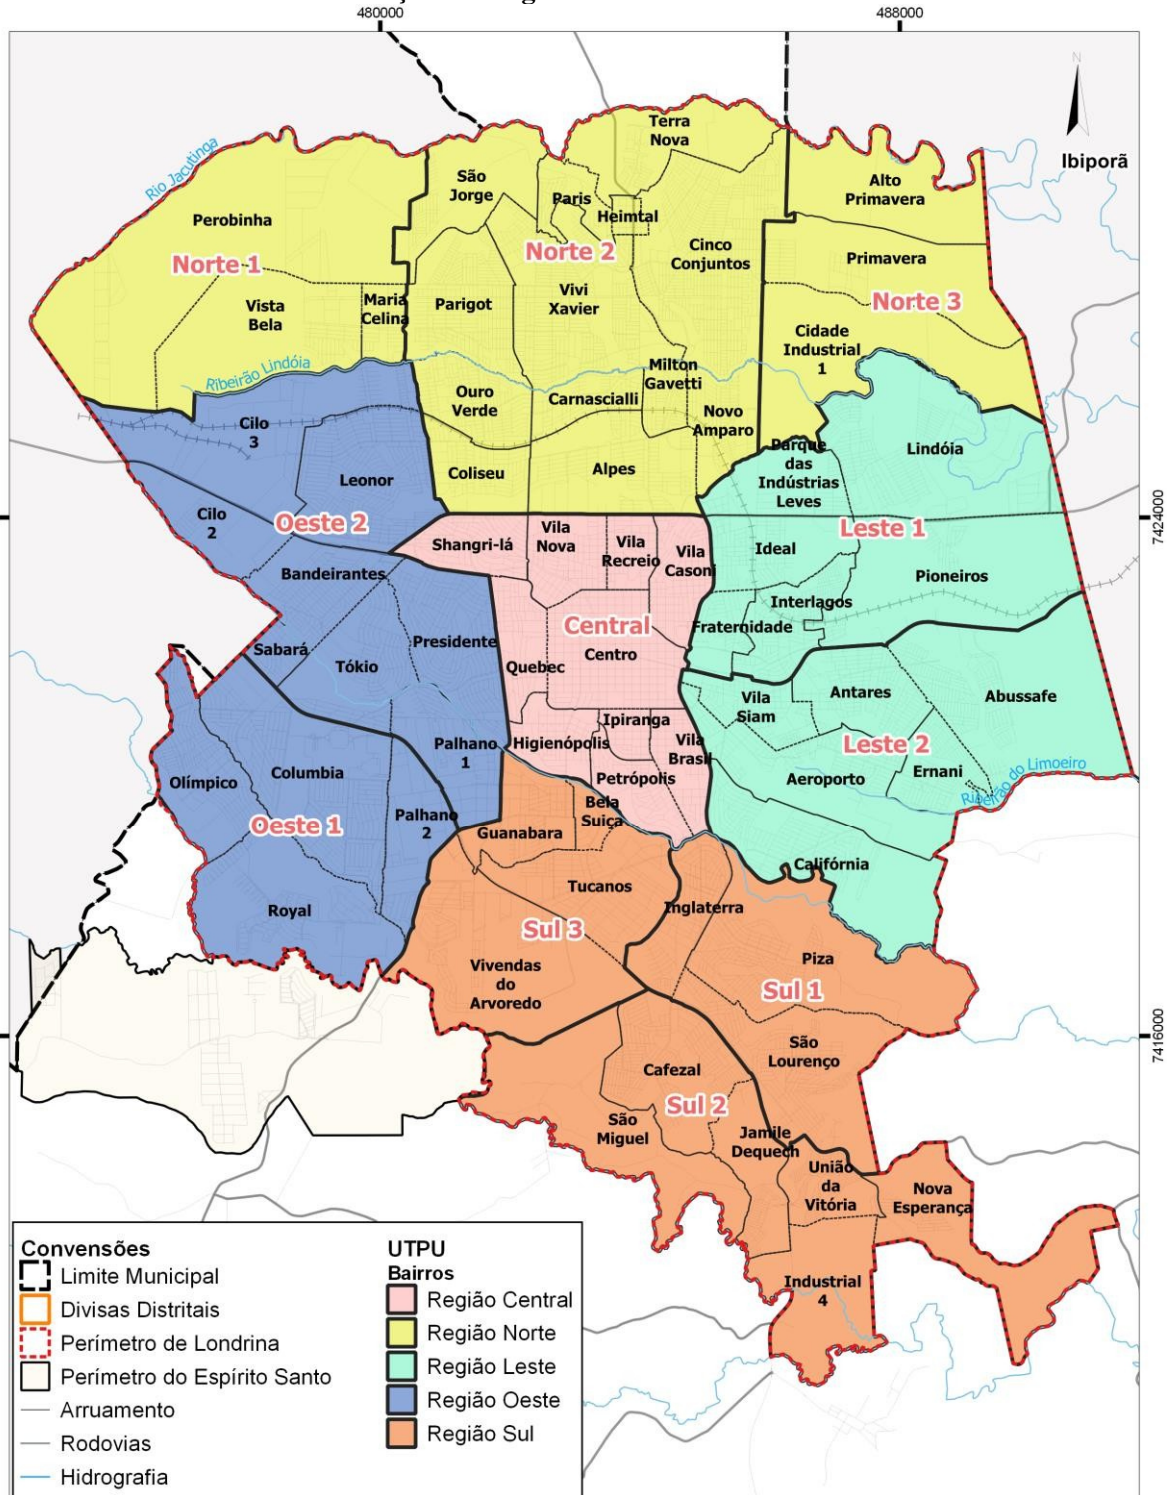 480000
488000
N
Ibiporã
Rio Jacutinga
Terra
Nova
São
Jorge
Paris
Heimtal
Alto
Primavera
Perobinha
Norte 1
Norte 2
Cinco
Conjuntos
Primavera
Norte 3
Vista
Bela
Maria
Celina
Parigot
Vivi
Xavier
Cidade
Industrial
1
Ribeirão Lindóia
Ouro
Verde
Carnascialli
Milton
Gavetti
Novo
Amparo
Cilo
3
Leonor
Coliseu
Alpes
Parque
das
Indústrias
Leves
Lindóia
Cilo
2
Oeste 2
Shangri-lá
Vila
Nova
Vila
Recreio
Vila
Casoni
Ideal
Leste 1
7424000
Bandeirantes
Pioneiros
Interlagos
Fraternidade
Central
Centro
Sabará
Tókio
Presidente
Quebec
Vila
Siam
Antares
Abussafe
Ipiranga
Higienópolis
Vila
Brasil
Petrópolis
Leste 2
Palhano
1
Olímpico
Columbia
Aeroporto
Ernani
Ribeirão do Limoeiro
Oeste 1
Palhano
2
Guanabara
Bela
Suiça
Califórnia
Tucanos
Inglaterra
Royal
Sul 3
Vivendas
do
Arvoredo
Piza
Sul 1
7416000
São
Lourenço
Cafezal
Sul 2
São
Miguel
Jamile
Dequech
União
da
Vitória
Nova
Esperança
Industrial
4
Convensões
Limite Municipal
Divisas Distritais
Perímetro de Londrina
Perímetro do Espírito Santo
Arruamento
Rodovias
Hidrografia
UTPU
Bairros
Região Central
Região Norte
Região Leste
Região Oeste
Região Sul